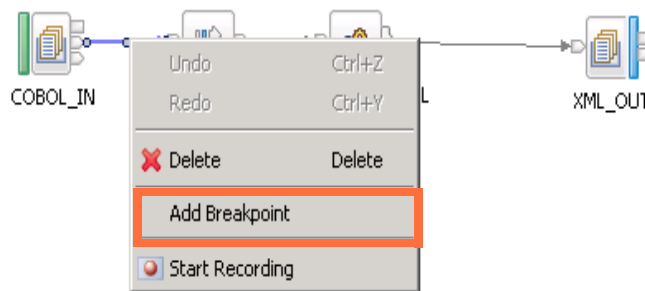 COBOL_IN
Undo Ctrl+Z
Redo Ctrl+Y
L
XML_OUT
Delete Delete
Add Breakpoint
Start Recording